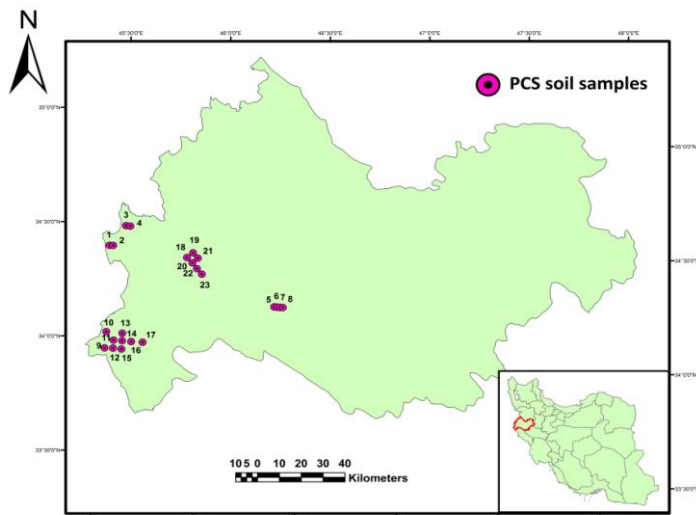 N
45°30'0"E 46°0'0"E 46°30'0"E 47°0'0"E 47°30'0"E 48°0'0"E
PCS soil samples
35°0'0"N
35°0'0"N
3 4
34°30'0"N
1 2
19
18 21
34°30'0"N
20
22
23
6 7
5 8
10 13
34°0'0"N
11 14 17
9
12 15 16
34°0'0"N
33°30'0"N
10 5 0 10 20 30 40
Kilometers
33°30'0"N